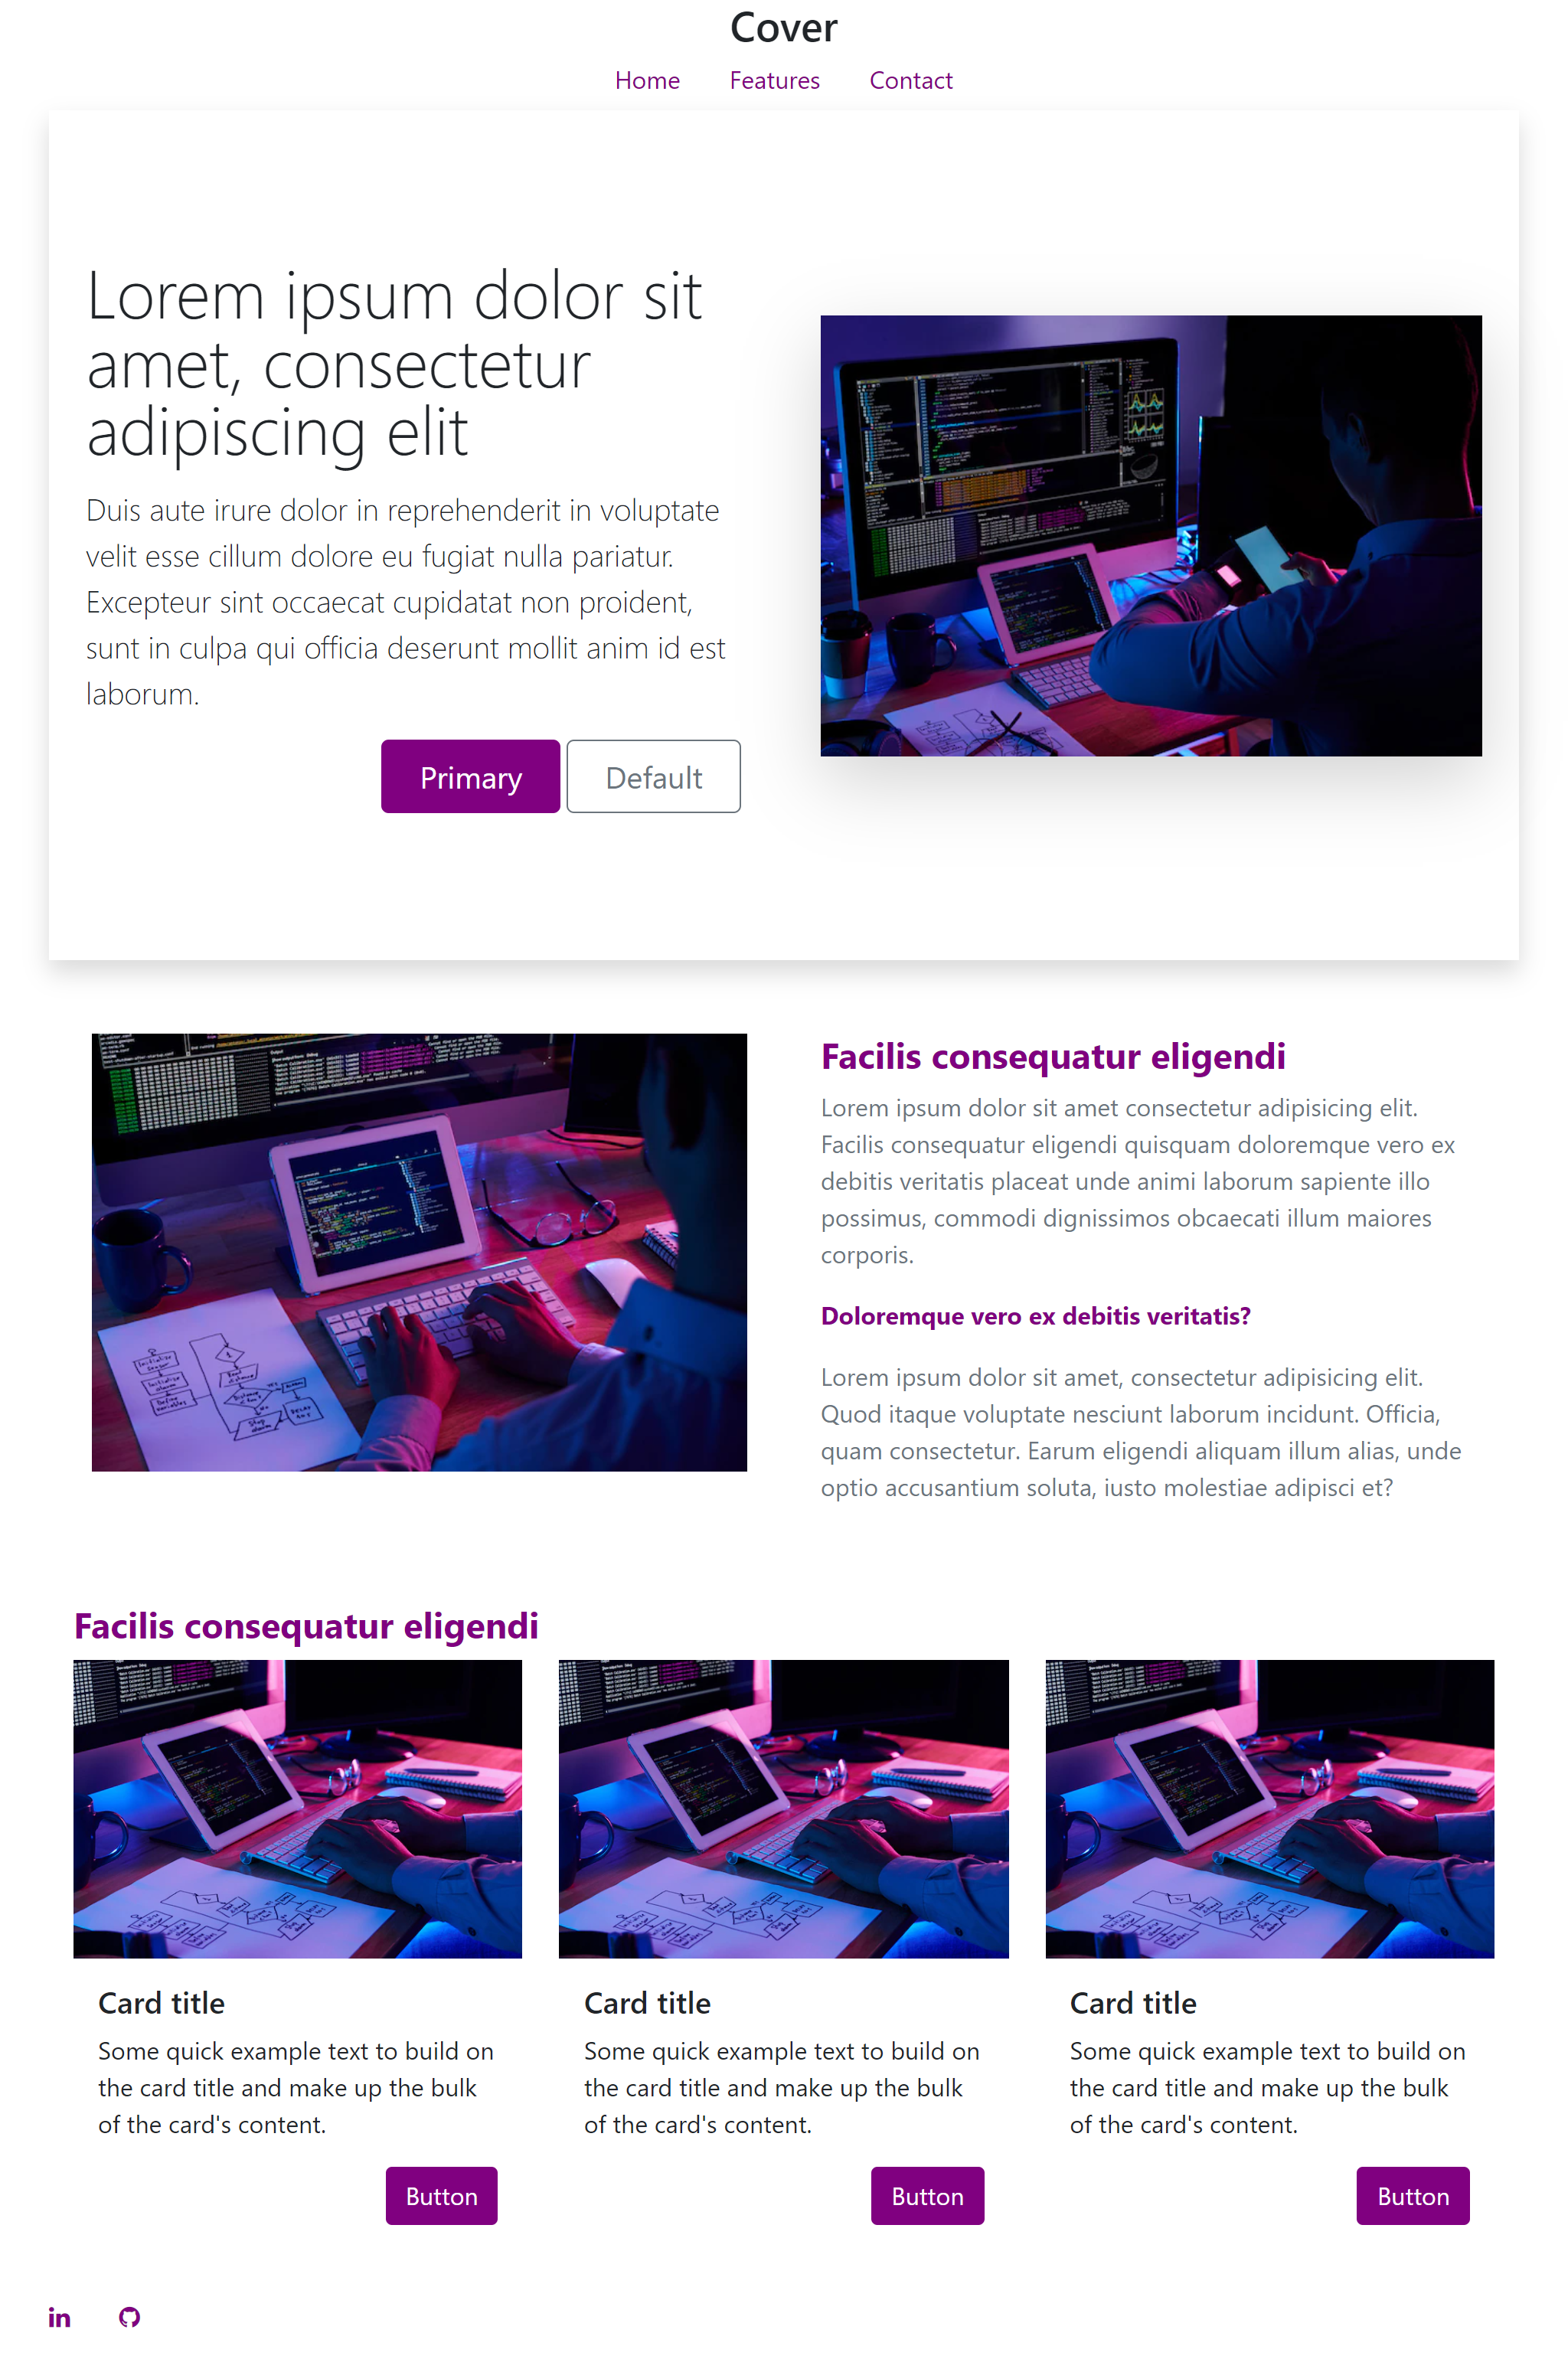 Cover
Home Features Contact
Lorem ipsum dolor sit
amet, consectetur
adipiscing elit
Duis aute irure dolor in reprehenderit in voluptate
velit esse cillum dolore eu fugiat nulla pariatur.
Excepteur sint occaecat cupidatat non proident,
sunt in culpa qui officia deserunt mollit anim id est
laborum.
Primary Default
Facilis consequatur eligendi
Lorem ipsum dolor sit amet consectetur adipisicing elit.
Facilis consequatur eligendi quisquam doloremque vero ex
debitis veritatis placeat unde animi laborum sapiente illo
possimus, commodi dignissimos obcaecati illum maiores
corporis.
Doloremque vero ex debitis veritatis?
Lorem ipsum dolor sit amet, consectetur adipisicing elit.
Quod itaque voluptate nesciunt laborum incidunt. Officia,
quam consectetur. Earum eligendi aliquam illum alias, unde
optio accusantium soluta, iusto molestiae adipisci et?
Facilis consequatur eligendi
Card title
Some quick example text to build on
the card title and make up the bulk
of the card's content.
Button
Card title
Some quick example text to build on
the card title and make up the bulk
of the card's content.
Button
Card title
Some quick example text to build on
the card title and make up the bulk
of the card's content.
Button
in